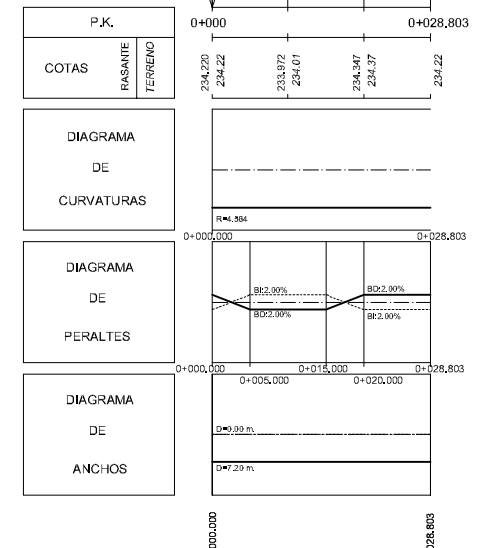 P.K.
0+000
0+028.803
COTAS
RASANTE
TERRENO
234.220
234.22
233.972
234.01
234.347
234.37
234.22
DIAGRAMA
DE
CURVATURAS
R=4.584
0+000.000
0+028.803
DIAGRAMA
DE
PERALTES
BI:2.00%
BD:2.00%
BD:2.00%
BI:2.00%
0+000.000
0+005.000
0+015.000
0+020.000
0+028.803
DIAGRAMA
DE
ANCHOS
D=0.00 m.
D=7.20 m.
000.000
028.803